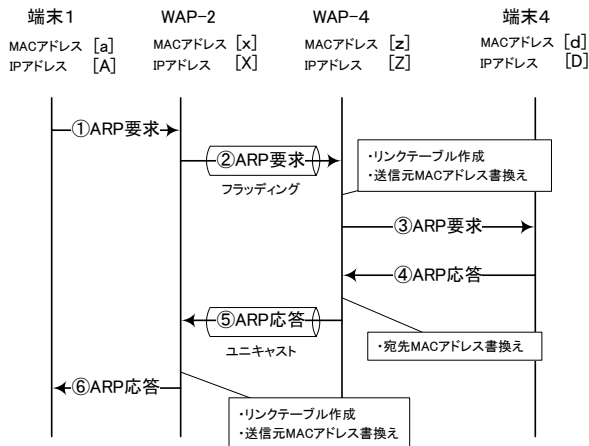 端末1 WAP-2 WAP-4 端末4
MACアドレス [a] MACアドレス [x] MACアドレス [z] MACアドレス [d]
IPアドレス [A] IPアドレス [X] IPアドレス [Z] IPアドレス [D]
①ARP要求
②ARP要求
フラッディング
・リンクテーブル作成
・送信元MACアドレス書換え
③ARP要求
④ARP応答
⑤ARP応答
ユニキャスト
・宛先MACアドレス書換え
⑥ARP応答
・リンクテーブル作成
・送信元MACアドレス書換え